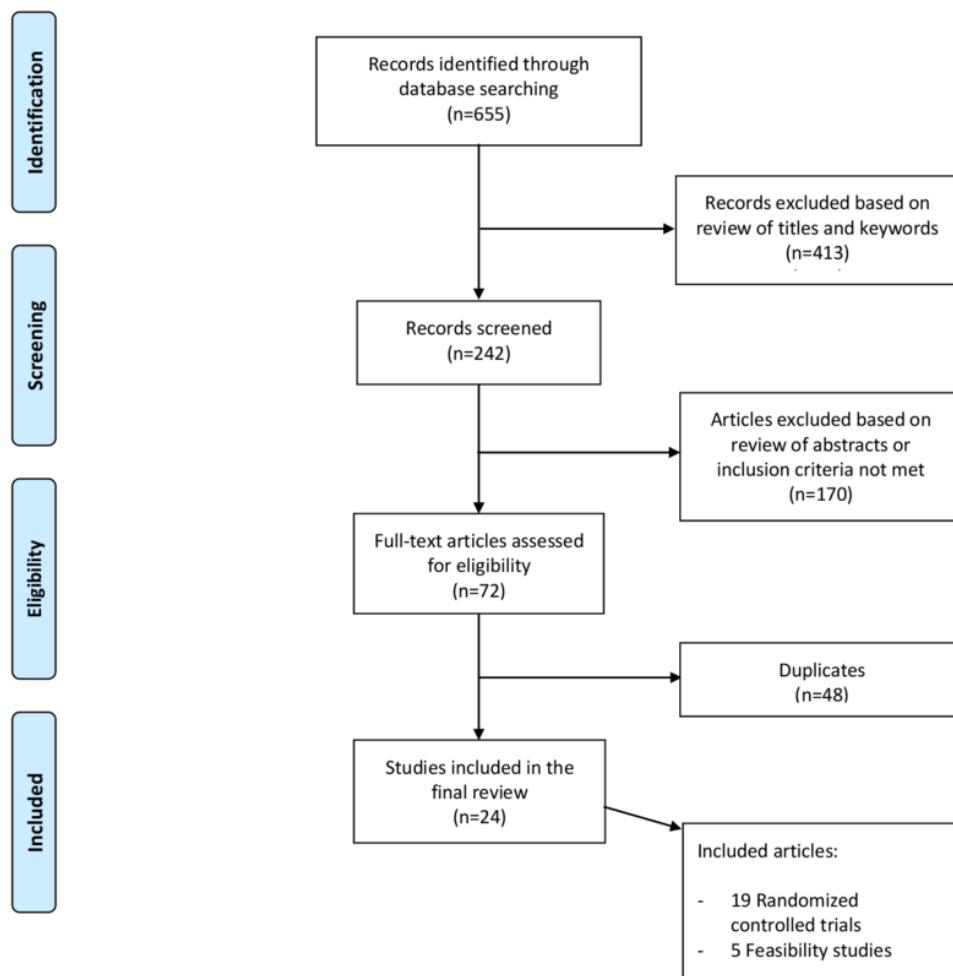 Identification
Records identified through
database searching
(n=655)
Records excluded based on
review of titles and keywords
(n=413)
Screening
Records screened
(n=242)
Articles excluded based on
review of abstracts or
inclusion criteria not met
(n=170)
Eligibility
Full-text articles assessed
for eligibility
(n=72)
Duplicates
(n=48)
Included
Studies included in the
final review
(n=24)
Included articles:
- 19 Randomized
controlled trials
- 5 Feasibility studies